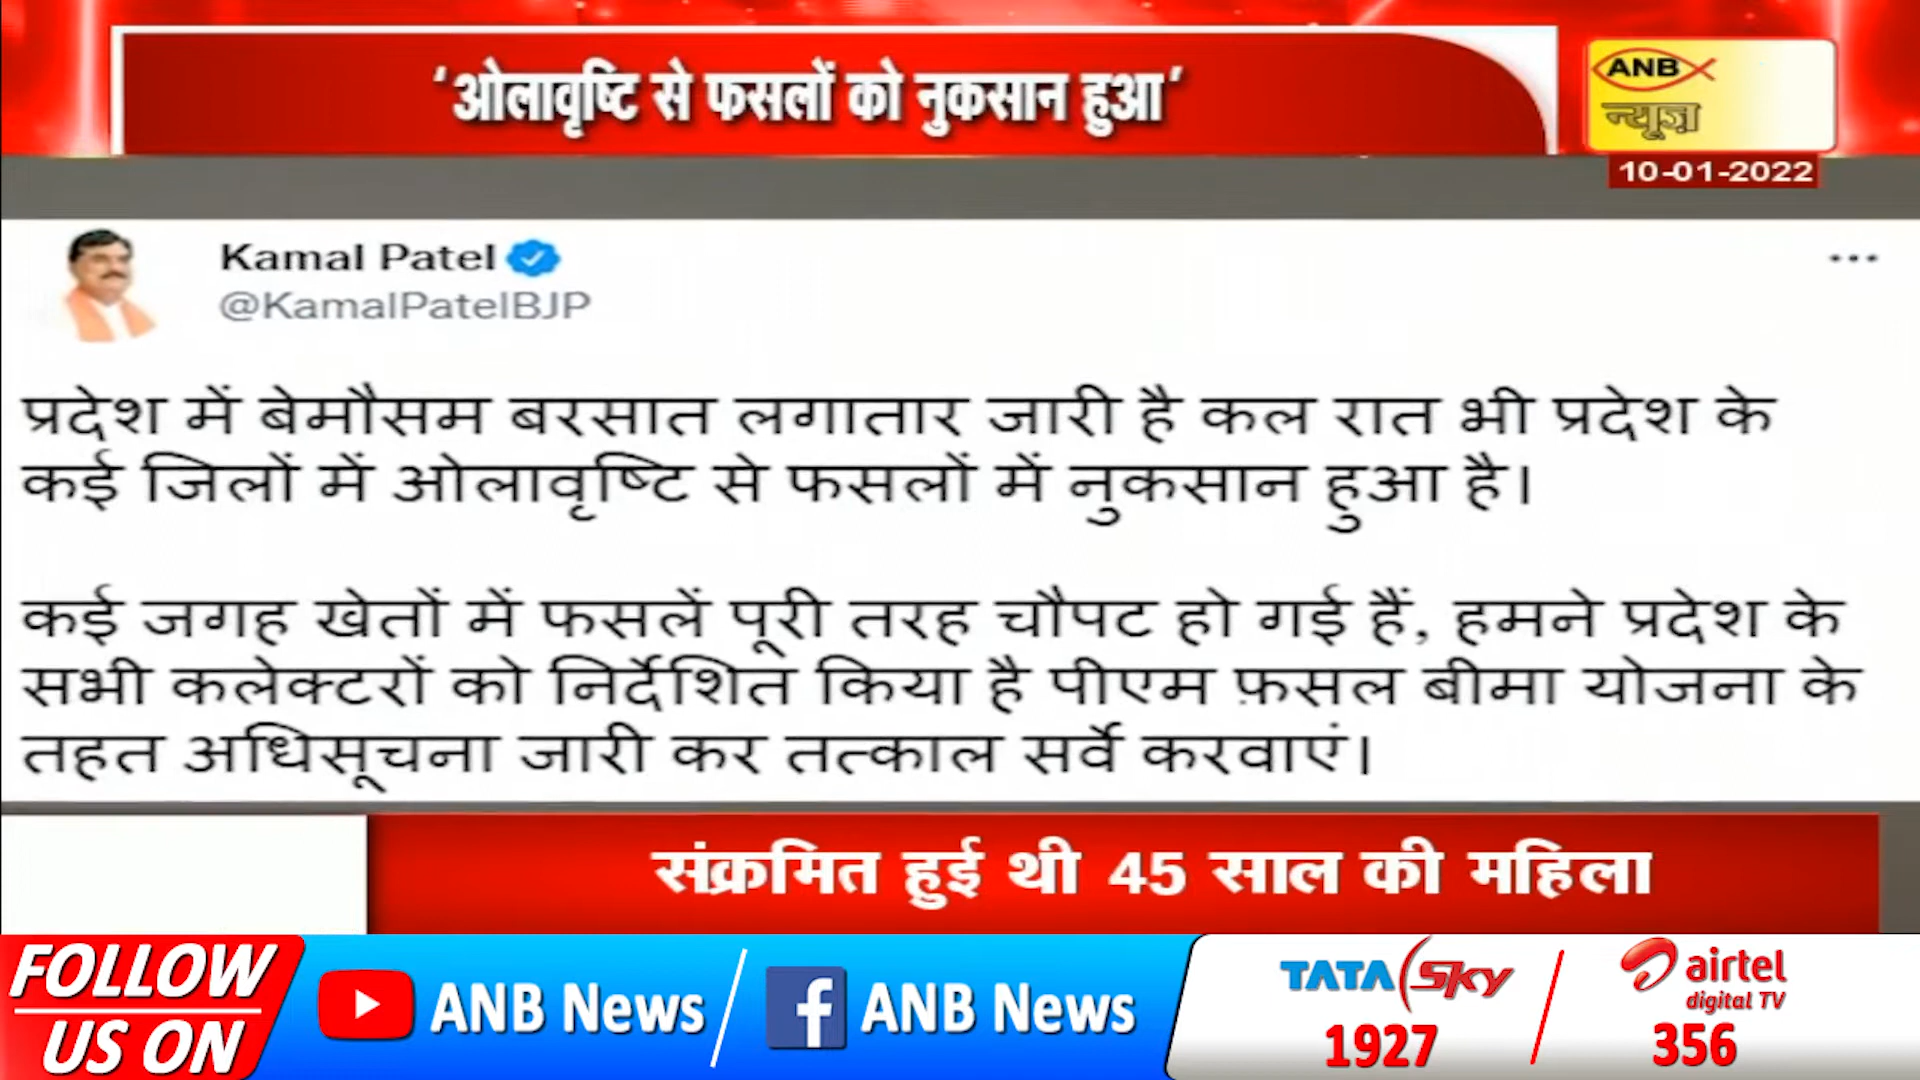 ‘ओलावृष्टि से फसलों को नुकसान हुआ’
ANB
न्यूज़
10-01-2022
Kamal Patel
@KamalPatelBJP
प्रदेश में बेमौसम बरसात लगातार जारी है कल रात भी प्रदेश के
कई जिलों में ओलावृष्टि से फसलों में नुकसान हुआ है।
कई जगह खेतों में फसलें पूरी तरह चौपट हो गई हैं, हमने प्रदेश के
सभी कलेक्टरों को निर्देशित किया है पीएम फ़सल बीमा योजना के
तहत अधिसूचना जारी कर तत्काल सर्वे करवाएं।
संक्रमित हुई थी 45 साल की महिला
FOLLOW
US ON
ANB News
ANB News
TATA Sky
1927
airtel
digital TV
356